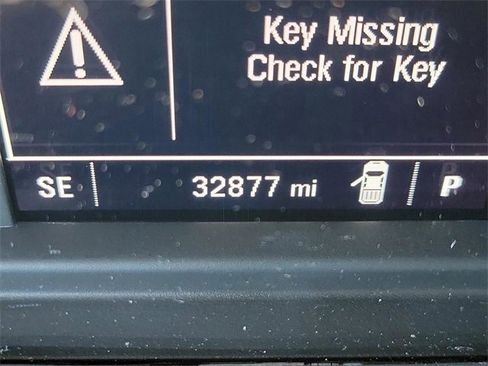 Key Missing
Check for Key
SE 32877 mi P